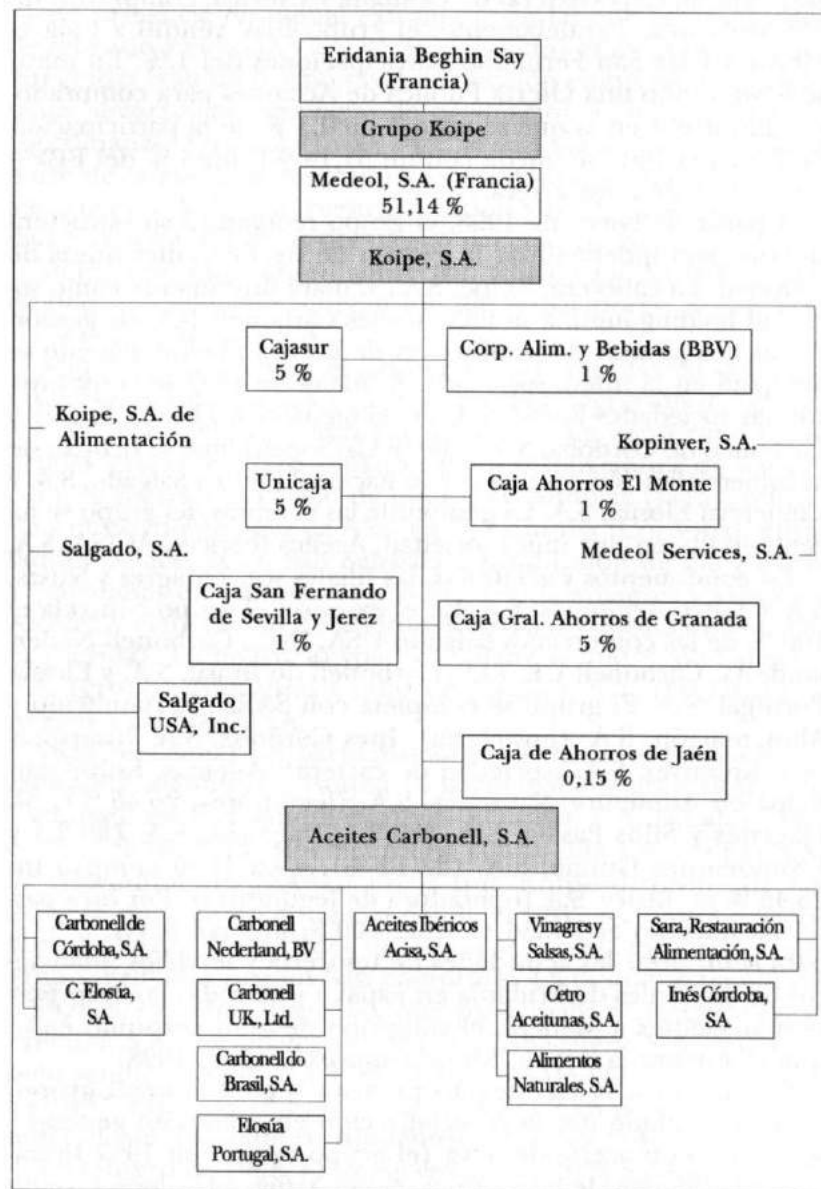 Eridania Beghin Say
(Francia)
Grupo Koipe
Medeol, S.A. (Francia)
51,14 %
Koipe, S.A.
Cajasur
5 %
Corp. Alim. y Bebidas (BBV)
1 %
Koipe, S.A. de
Alimentación
Kopinver, S.A.
Unicaja
5 %
Caja Ahorros El Monte
1 %
Salgado, S.A.
Medeol Services, S.A.
Caja San Fernando
de Sevilla y Jerez
1 %
Caja Gral. Ahorros de Granada
5 %
Salgado
USA, Inc.
Caja de Ahorros de Jaén
0,15 %
Aceites Carbonell, S.A.
Carbonell de
Córdoba, S.A.
Carbonell
Nederland, BV
Aceites Ibéricos
Acisa, S.A.
Vinagres y
Salsas, S.A.
Sara, Restauración
Alimentación, S.A.
C. Elosúa,
S.A.
Carbonell
UK., Ltd.
Cetro
Aceitunas, S.A.
Inés Córdoba,
S.A.
Carbonell do
Brasil, S.A.
Alimentos
Naturales, S.A.
Elosúa
Portugal, S.A.